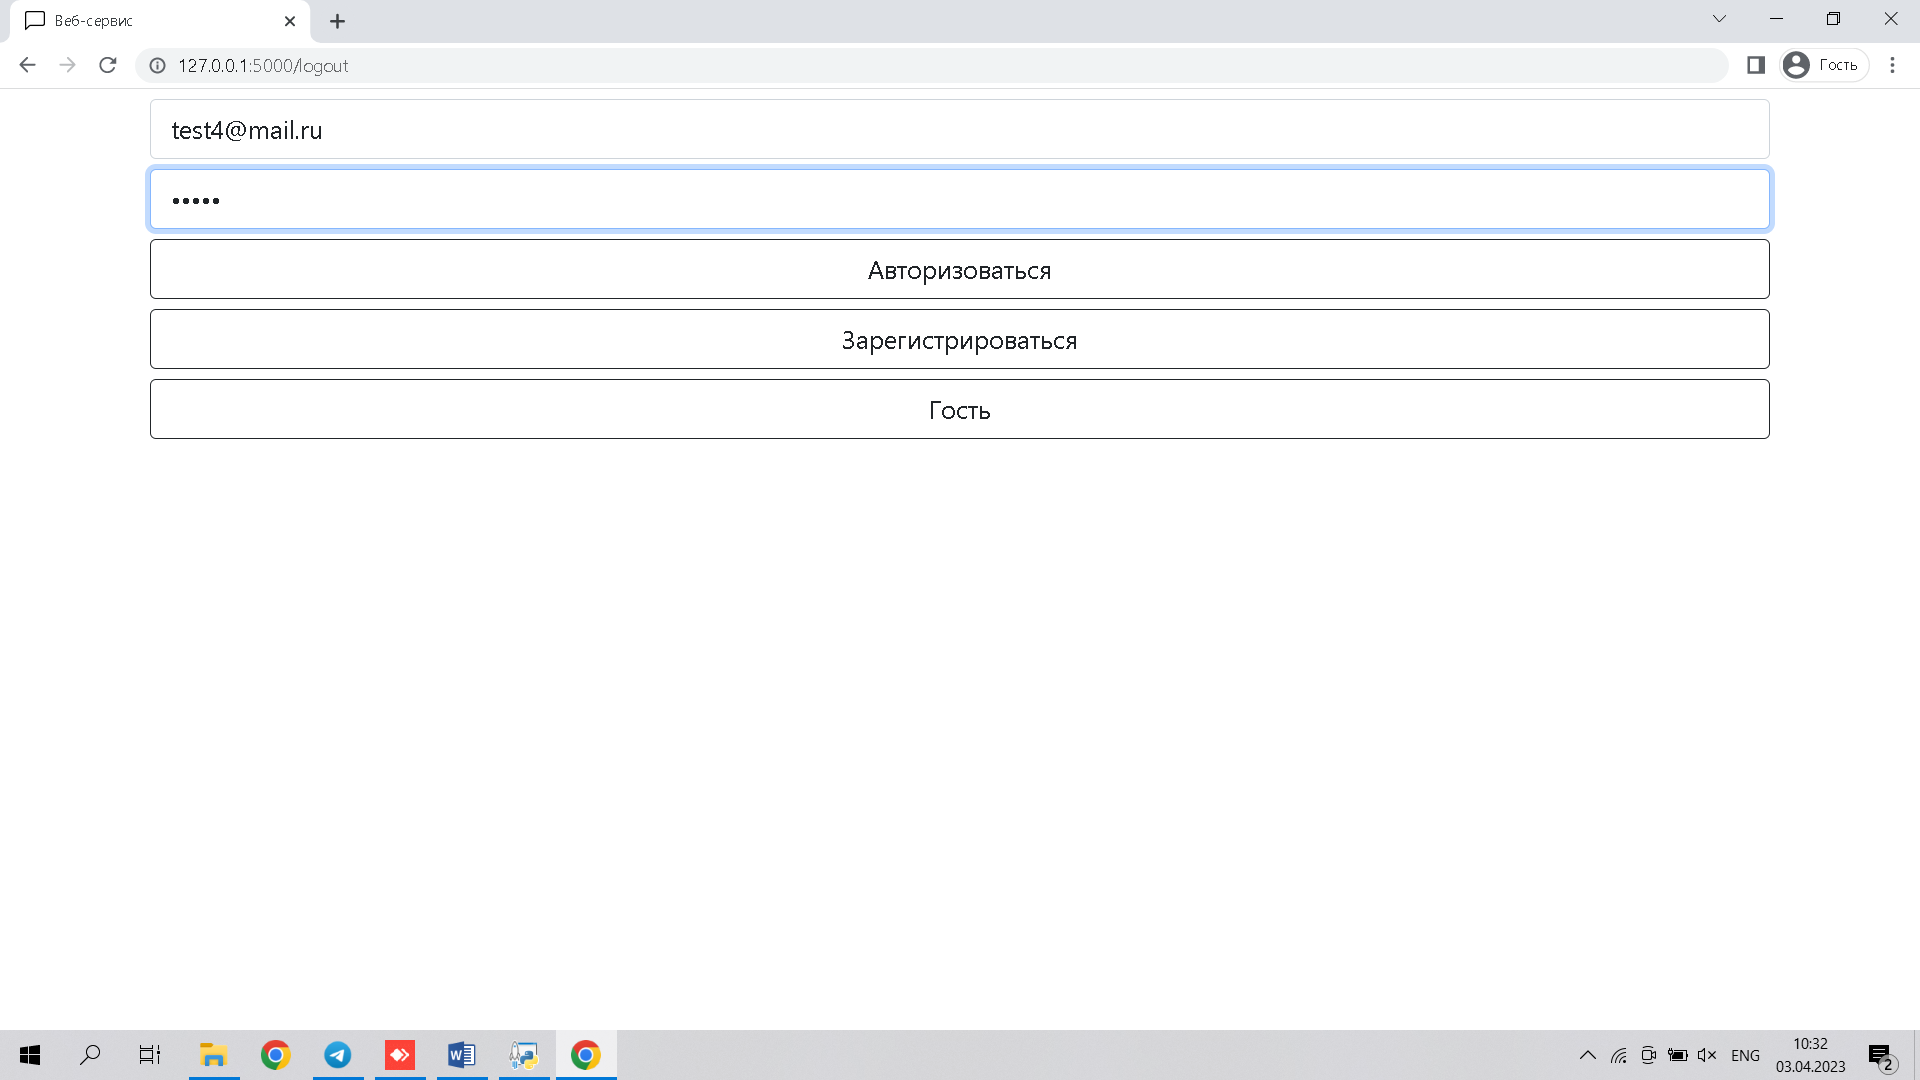 Веб-сервис
127.0.0.1:5000/logout
Гость
test4@mail.ru
•••••
Авторизоваться
Зарегистрироваться
Гость
ENG
10:32
03.04.2023
2